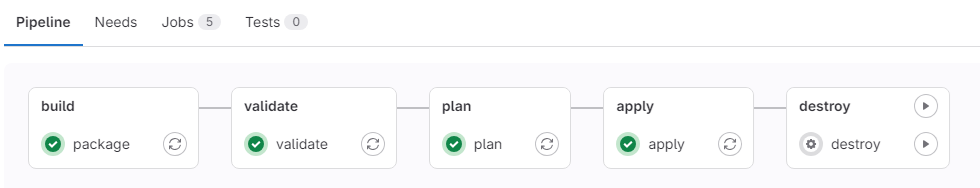 Pipeline Needs Jobs 5 Tests 0
build validate plan apply destroy
package validate plan apply destroy